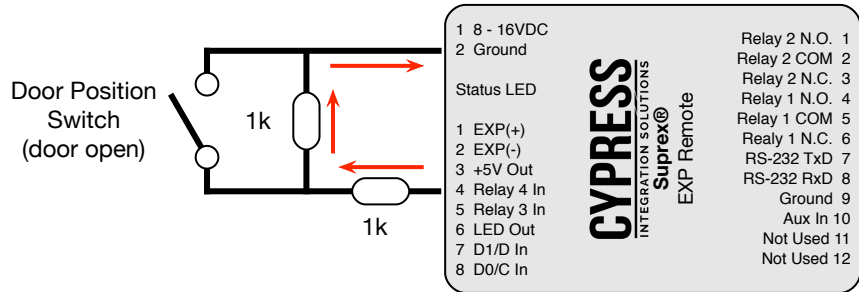 Door Position
Switch
(door open)
1k
1k
1 8 - 16VDC
2 Ground
Status LED
1 EXP(+)
2 EXP(-)
3 +5V Out
4 Relay 4 In
5 Relay 3 In
6 LED Out
7 D1/D In
8 D0/C In
CYPRESS
INTEGRATION SOLUTIONS
Suprex®
EXP Remote
Relay 2 N.O. 1
Relay 2 COM 2
Relay 2 N.C. 3
Relay 1 N.O. 4
Relay 1 COM 5
Realy 1 N.C. 6
RS-232 TxD 7
RS-232 RxD 8
Ground 9
Aux In 10
Not Used 11
Not Used 12